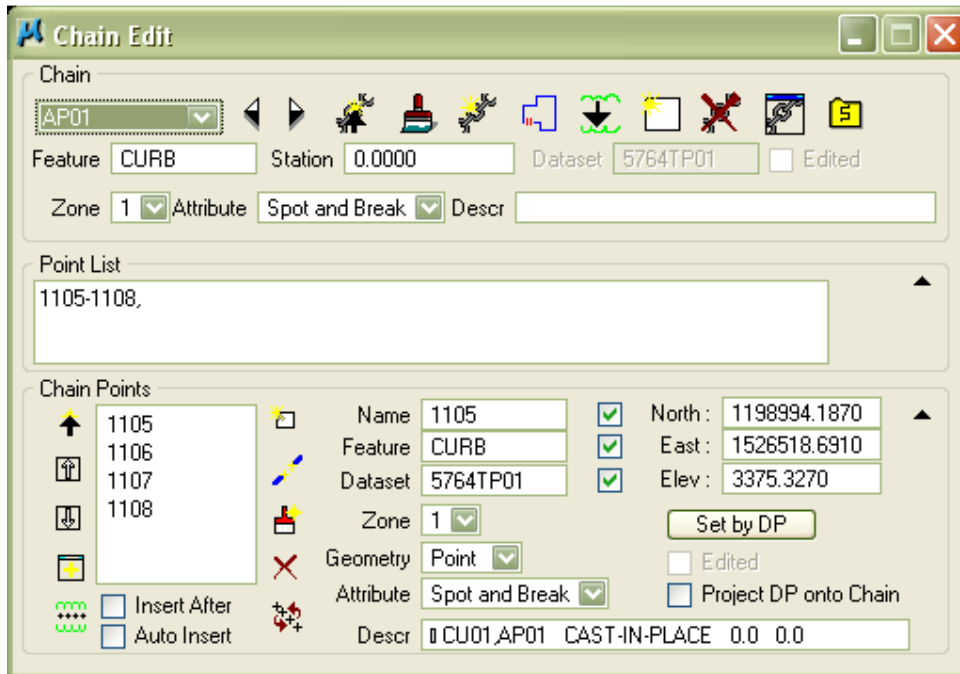 Chain Edit
Chain
AP01
Feature CURB Station 0.0000 Dataset 5764TP01 Edited
Zone 1 Attribute Spot and Break Descr
Point List
1105-1108,
Chain Points
1105
1106
1107
1108
Insert After
Auto Insert
Name 1105 North : 1198994.1870
Feature CURB East : 1526518.6910
Dataset 5764TP01 Elev : 3375.3270
Zone 1 Set by DP
Geometry Point Edited
Attribute Spot and Break Project DP onto Chain
Descr CU01,AP01 CAST-IN-PLACE 0.0 0.0